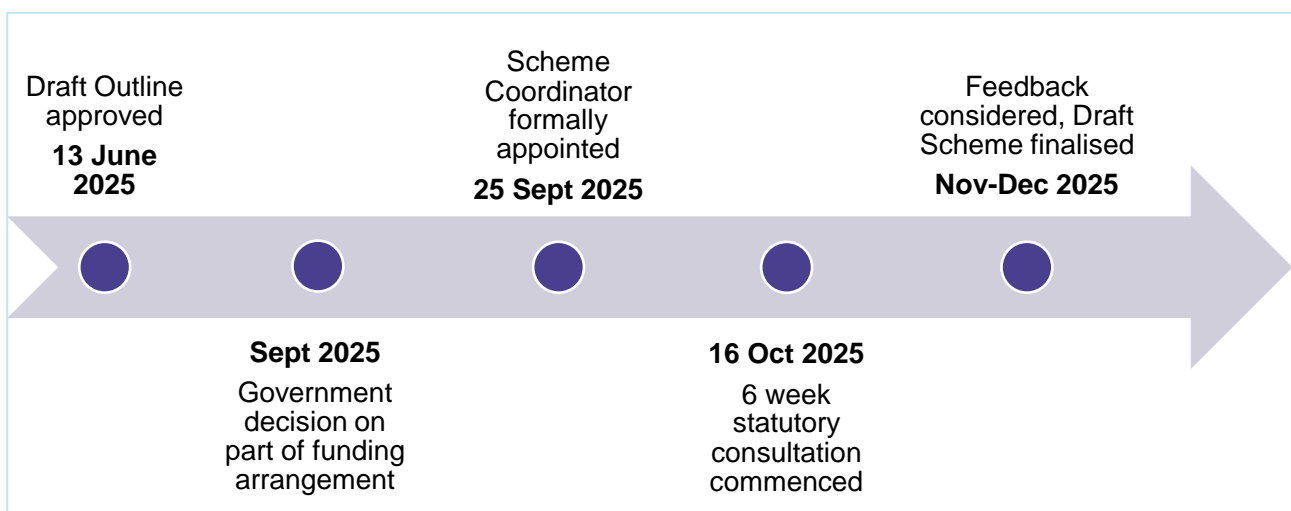 Draft Outline
approved
13 June
2025
Sept 2025
Government
decision on
part of funding
arrangement
Scheme
Coordinator
formally
appointed
25 Sept 2025
16 Oct 2025
6 week
statutory
consultation
commenced
Feedback
considered, Draft
Scheme finalised
Nov-Dec 2025